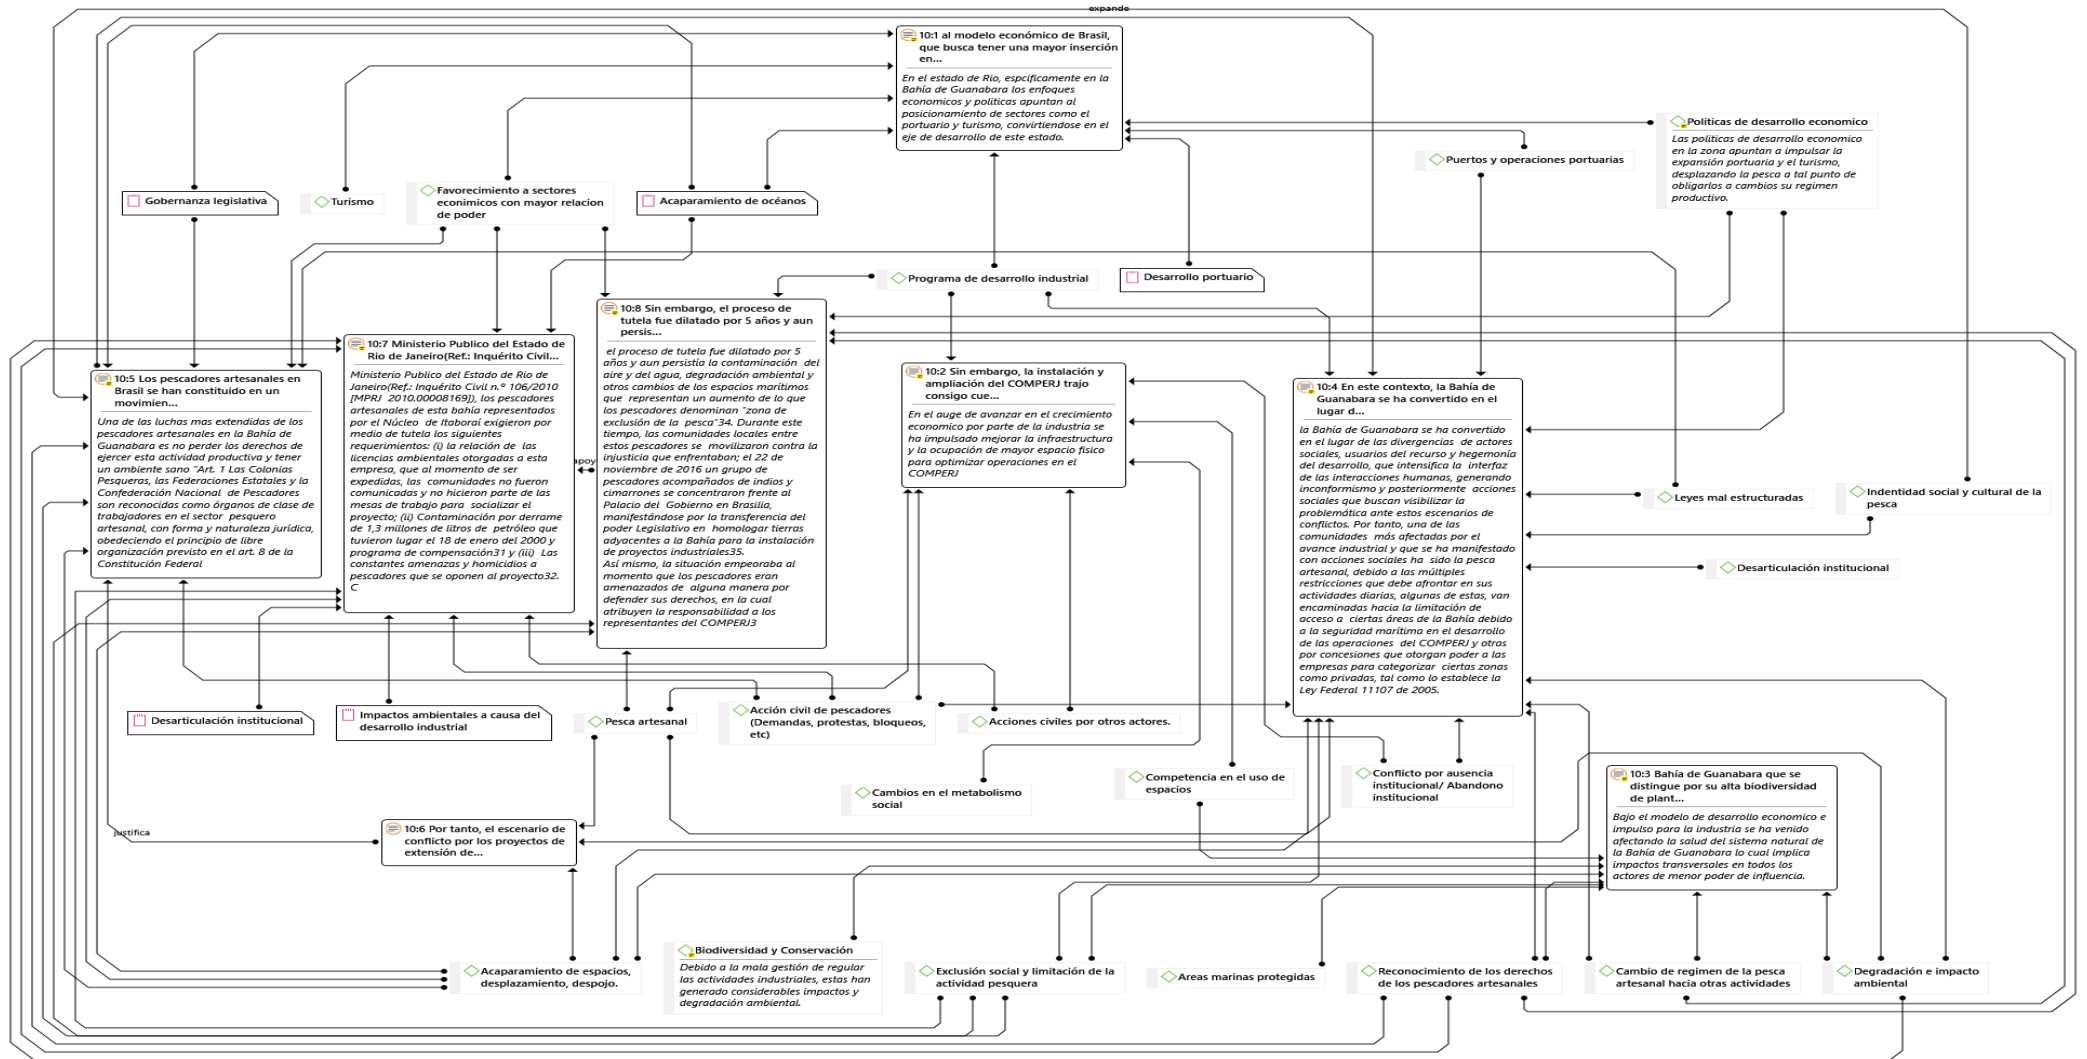 expande
10:1 al modelo económico de Brasil,
que busca tener una mayor inserción
en...
En el estado de Rio, espcificamente en la
Bahía de Guanabara los enfoques
economicos y politicas apuntan al
posicionamiento de sectores como el
portuario y turismo, convirtiendose en el
eje de desarrollo de este estado.
Políticas de desarrollo economico
Las politicas de desarrollo economico
en la zona apuntan a impulsar la
expansión portuaria y el turismo,
desplazando la pesca a tal punto de
obligarlos a cambios su regimen
productivo.
Puertos y operaciones portuarias
Gobernanza legislativa
Turismo
Favorecimiento a sectores
econimicos con mayor relacion
de poder
Acaparamiento de océanos
Programa de desarrollo industrial
Desarrollo portuario
10:8 Sin embargo, el proceso de
tutela fue dilatado por 5 años y aun
persis...
el proceso de tutela fue dilatado por 5
años y aun persistía la contaminación del
aire y del agua, degradación ambiental y
otros cambios de los espacios marítimos
que representan un aumento de lo que
los pescadores denominan "zona de
exclusión de la pesca"34. Durante este
tiempo, las comunidades locales entre
estos pescadores se movilizaron contra la
injusticia que enfrentaban; el 22 de
noviembre de 2016 un grupo de
pescadores acompañados de indios y
cimarrones se concentraron frente al
Palacio del Gobierno en Brasilia,
manifestándose por la transferencia del
poder Legislativo en homologar tierras
adyacentes a la Bahía para la instalación
de proyectos industriales35.
Así mismo, la situación empeoraba al
momento que los pescadores eran
amenazados de alguna manera por
defender sus derechos, en la cual
atribuyen la responsabilidad a los
representantes del COMPERJ3
10:7 Ministerio Publico del Estado de
Rio de Janeiro(Ref.: Inquérito Civil...
Ministerio Publico del Estado de Rio de
Janeiro(Ref.: Inquérito Civil n.º 106/2010
[MPRJ 2010.00008169]), los pescadores
artesanales de esta bahía representados
por el Núcleo de Itaboraí exigieron por
medio de tutela los siguientes
requerimientos: (i) la relación de las
licencias ambientales otorgadas a esta
empresa, que al momento de ser
expedidas, las comunidades no fueron
comunicadas y no hicieron parte de las
mesas de trabajo para socializar el
proyecto; (ii) Contaminación por derrame
de 1,3 millones de litros de petróleo que
tuvieron lugar el 18 de enero del 2000 y
programa de compensación31 y (iii) Las
constantes amenazas y homicidios a
pescadores que se oponen al proyecto32.
C
apoy
10:5 Los pescadores artesanales en
Brasil se han constituido en un
movimien...
Una de las luchas mas extendidas de los
pescadores artesanales en la Bahía de
Guanabara es no perder los derechos de
ejercer esta actividad productiva y tener
un ambiente sano "Art. 1 Las Colonias
Pesqueras, las Federaciones Estatales y la
Confederación Nacional de Pescadores
son reconocidas como órganos de clase de
trabajadores en el sector pesquero
artesanal, con forma y naturaleza jurídica,
obedeciendo el principio de libre
organización previsto en el art. 8 de la
Constitución Federal
10:2 Sin embargo, la instalación y
ampliación del COMPERJ trajo
consigo cue...
En el auge de avanzar en el crecimiento
economico por parte de la industria se
ha impulsado mejorar la infraestructura
y la ocupación de mayor espacio fisico
para optimizar operaciones en el
COMPERJ
10:4 En este contexto, la Bahía de
Guanabara se ha convertido en el
lugar d...
la Bahía de Guanabara se ha convertido
en el lugar de las divergencias de actores
sociales, usuarios del recurso y hegemonía
del desarrollo, que intensifica la interfaz
de las interacciones humanas, generando
inconformismo y posteriormente acciones
sociales que buscan visibilizar la
problemática ante estos escenarios de
conflictos. Por tanto, una de las
comunidades más afectadas por el
avance industrial y que se ha manifestado
con acciones sociales ha sido la pesca
artesanal, debido a las múltiples
restricciones que debe afrontar en sus
actividades diarias, algunas de estas, van
encaminadas hacia la limitación de
acceso a ciertas áreas de la Bahía debido
a la seguridad marítima en el desarrollo
de las operaciones del COMPERJ y otras
por concesiones que otorgan poder a las
empresas para categorizar ciertas zonas
como privadas, tal como lo establece la
Ley Federal 11107 de 2005.
Leyes mal estructuradas
Indentidad social y cultural de la
pesca
Desarticulación institucional
Desarticulación institucional
Impactos ambientales a causa del
desarrollo industrial
Pesca artesanal
Acción civil de pescadores
(Demandas, protestas, bloqueos,
etc)
Acciones civiles por otros actores.
Cambios en el metabolismo
social
Competencia en el uso de
espacios
Conflicto por ausencia
institucional/ Abandono
institucional
10:3 Bahía de Guanabara que se
distingue por su alta biodiversidad
de plant...
Bajo el modelo de desarrollo economico e
impulso para la industria se ha venido
afectando la salud del sistema natural de
la Bahía de Guanabara lo cual implica
impactos transversales en todos los
actores de menor poder de influencia.
justifica
10:6 Por tanto, el escenario de
conflicto por los proyectos de
extensión de...
Acaparamiento de espacios,
desplazamiento, despojo.
Biodiversidad y Conservación
Debido a la mala gestión de regular
las actividades industriales, estas han
generado considerables impactos y
degradación ambiental.
Exclusión social y limitación de la
actividad pesquera
Areas marinas protegidas
Reconocimiento de los derechos
de los pescadores artesanales
Cambio de regimen de la pesca
artesanal hacia otras actividades
Degradación e impacto
ambiental